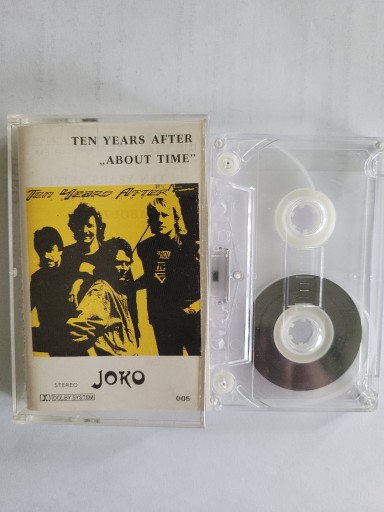 TEN YEARS AFTER
„ABOUT TIME"
Ten Years After
STEREO JOKO
DOLBY SYSTEM 005